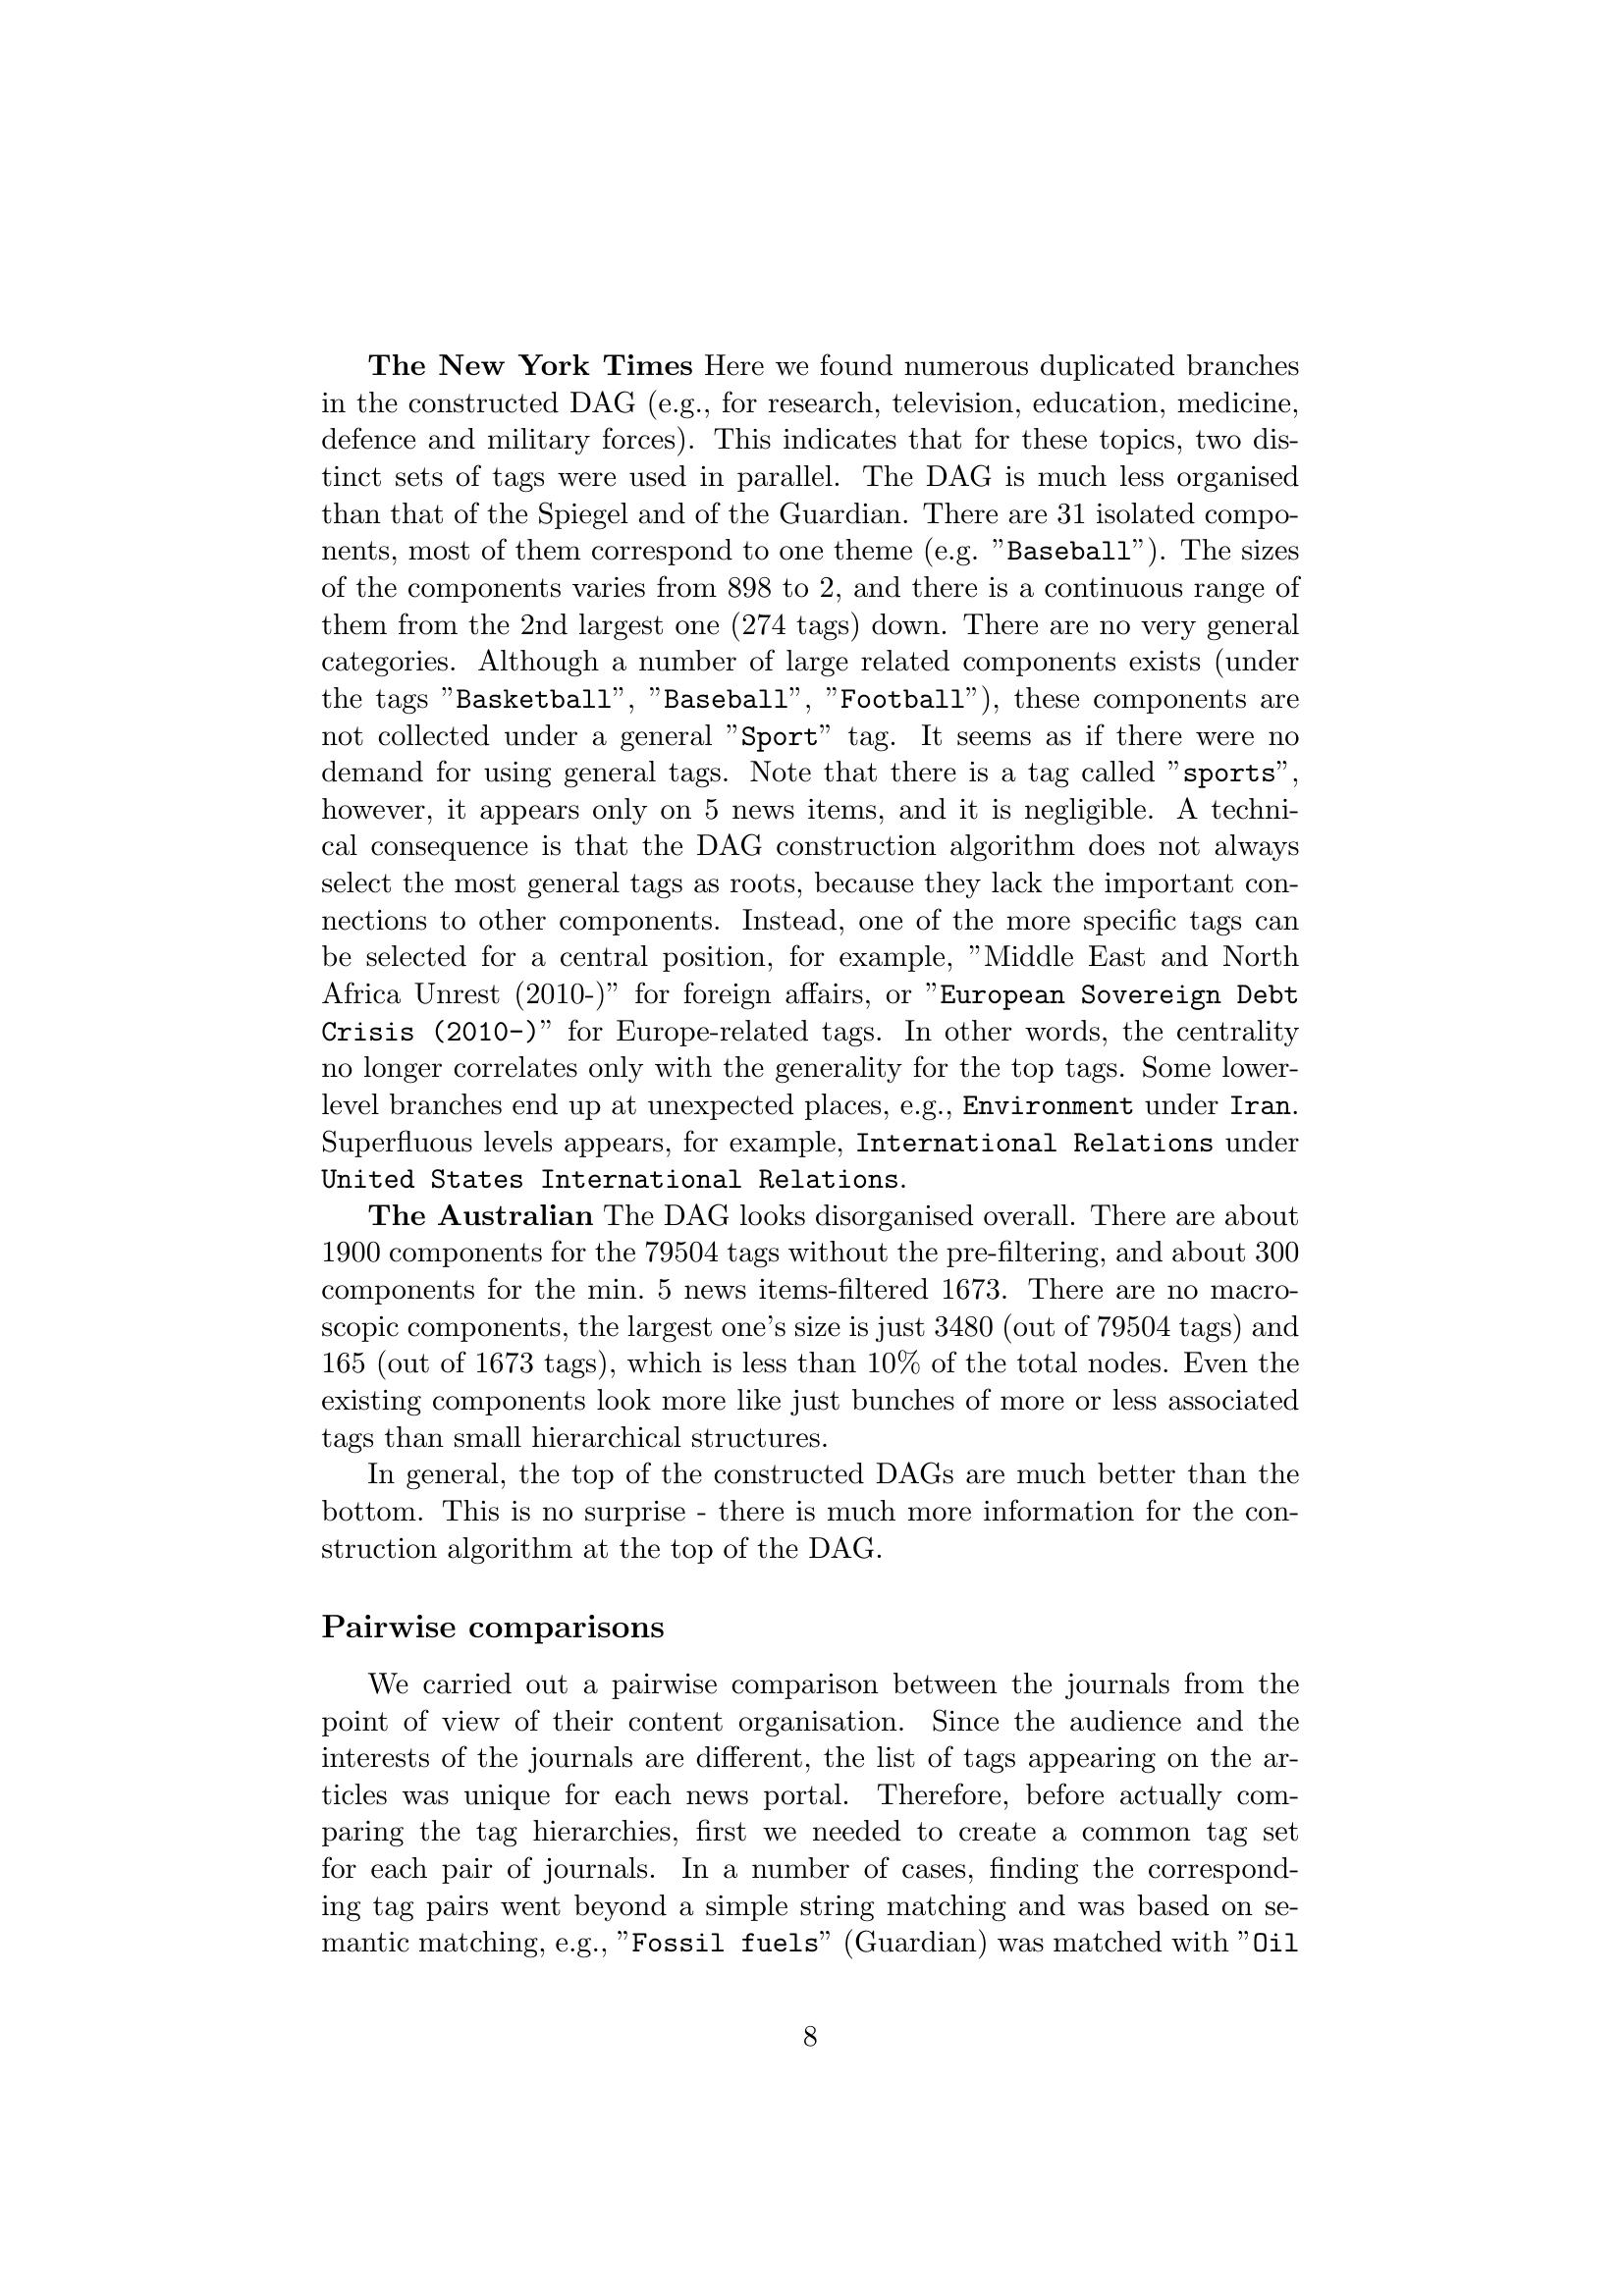 The New York Times Here we found numerous duplicated branches
in the constructed DAG (e.g., for research, television, education, medicine,
defence and military forces). This indicates that for these topics, two dis-
tinct sets of tags were used in parallel. The DAG is much less organised
than that of the Spiegel and of the Guardian. There are 31 isolated compo-
nents, most of them correspond to one theme (e.g. ”Baseball”). The sizes
of the components varies from 898 to 2, and there is a continuous range of
them from the 2nd largest one (274 tags) down. There are no very general
categories. Although a number of large related components exists (under
the tags ”Basketball”, ”Baseball”, ”Football”), these components are
not collected under a general ”Sport” tag. It seems as if there were no
demand for using general tags. Note that there is a tag called ”sports”,
however, it appears only on 5 news items, and it is negligible. A techni-
cal consequence is that the DAG construction algorithm does not always
select the most general tags as roots, because they lack the important con-
nections to other components. Instead, one of the more specific tags can
be selected for a central position, for example, ”Middle East and North
Africa Unrest (2010-)” for foreign affairs, or ”European Sovereign Debt
Crisis (2010-)” for Europe-related tags. In other words, the centrality
no longer correlates only with the generality for the top tags. Some lower-
level branches end up at unexpected places, e.g., Environment under Iran.
Superfluous levels appears, for example, International Relations under
United States International Relations.
The Australian The DAG looks disorganised overall. There are about
1900 components for the 79504 tags without the pre-filtering, and about 300
components for the min. 5 news items-filtered 1673. There are no macro-
scopic components, the largest one’s size is just 3480 (out of 79504 tags) and
165 (out of 1673 tags), which is less than 10% of the total nodes. Even the
existing components look more like just bunches of more or less associated
tags than small hierarchical structures.
In general, the top of the constructed DAGs are much better than the
bottom. This is no surprise - there is much more information for the con-
struction algorithm at the top of the DAG.
Pairwise comparisons
We carried out a pairwise comparison between the journals from the
point of view of their content organisation. Since the audience and the
interests of the journals are different, the list of tags appearing on the ar-
ticles was unique for each news portal. Therefore, before actually com-
paring the tag hierarchies, first we needed to create a common tag set
for each pair of journals. In a number of cases, finding the correspond-
ing tag pairs went beyond a simple string matching and was based on se-
mantic matching, e.g., ”Fossil fuels” (Guardian) was matched with ”Oil
8